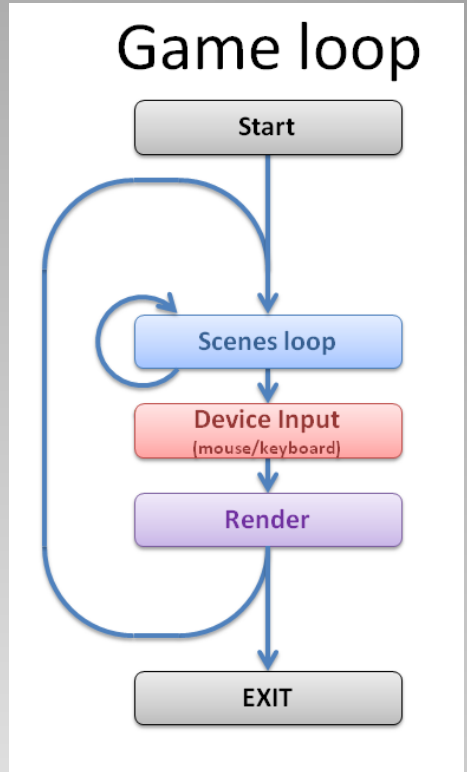 Game loop
Start
Scenes loop
Device Input
(mouse/keyboard)
Render
EXIT